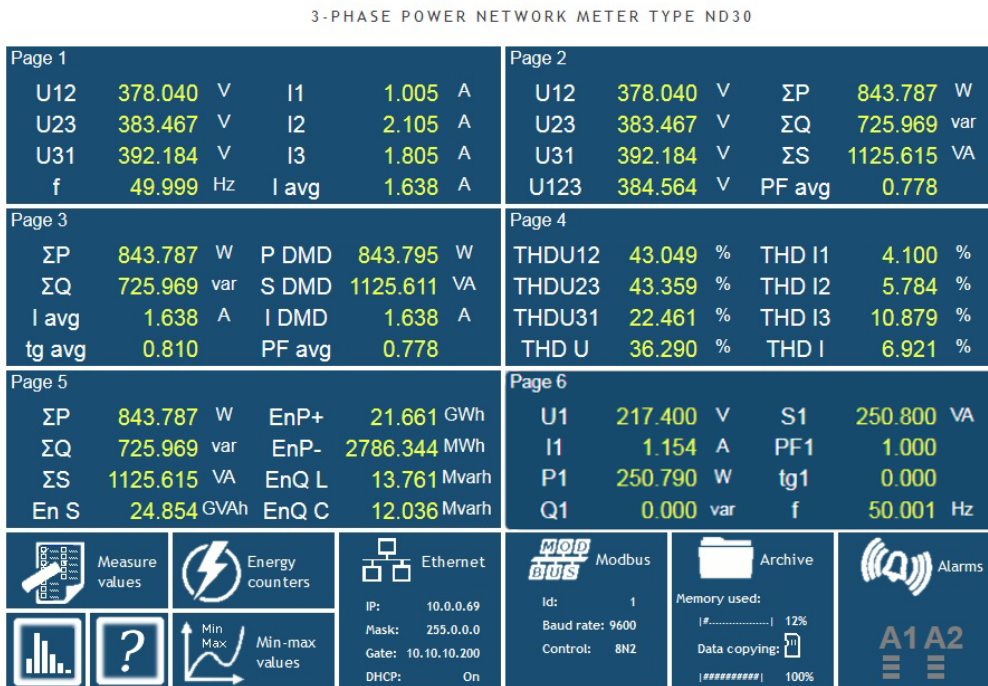 3-PHASE POWER NETWORK METER TYPE ND30
Page 1
U12 378.040 V I1 1.005 A
U23 383.467 V I2 2.105 A
U31 392.184 V I3 1.805 A
f 49.999 Hz I avg 1.638 A
Page 2
U12 378.040 V ΣP 843.787 W
U23 383.467 V ΣQ 725.969 var
U31 392.184 V ΣS 1125.615 VA
U123 384.564 V PF avg 0.778
Page 3
ΣP 843.787 W P DMD 843.795 W
ΣQ 725.969 var S DMD 1125.611 VA
I avg 1.638 A I DMD 1.638 A
tg avg 0.810 PF avg 0.778
Page 4
THDU12 43.049 % THD I1 4.100 %
THDU23 43.359 % THD I2 5.784 %
THDU31 22.461 % THD I3 10.879 %
THD U 36.290 % THD I 6.921 %
Page 5
ΣP 843.787 W EnP+ 21.661 GWh
ΣQ 725.969 var EnP- 2786.344 MWh
ΣS 1125.615 VA EnQ L 13.761 Mvarh
En S 24.854 GVAh EnQ C 12.036 Mvarh
Page 6
U1 217.400 V S1 250.800 VA
I1 1.154 A PF1 1.000
P1 250.790 W tg1 0.000
Q1 0.000 var f 50.001 Hz
Measure
values
Energy
counters
?
Min
Max
Min-max
values
Ethernet
IP: 10.0.0.69
Mask: 255.0.0.0
Gate: 10.10.10.200
DHCP: On
MOD
BUS
Modbus
Id: 1
Baud rate: 9600
Control: 8N2
Archive
Memory used:
|#..................| 12%
Data copying:
|##########| 100%
Alarms
A1 A2